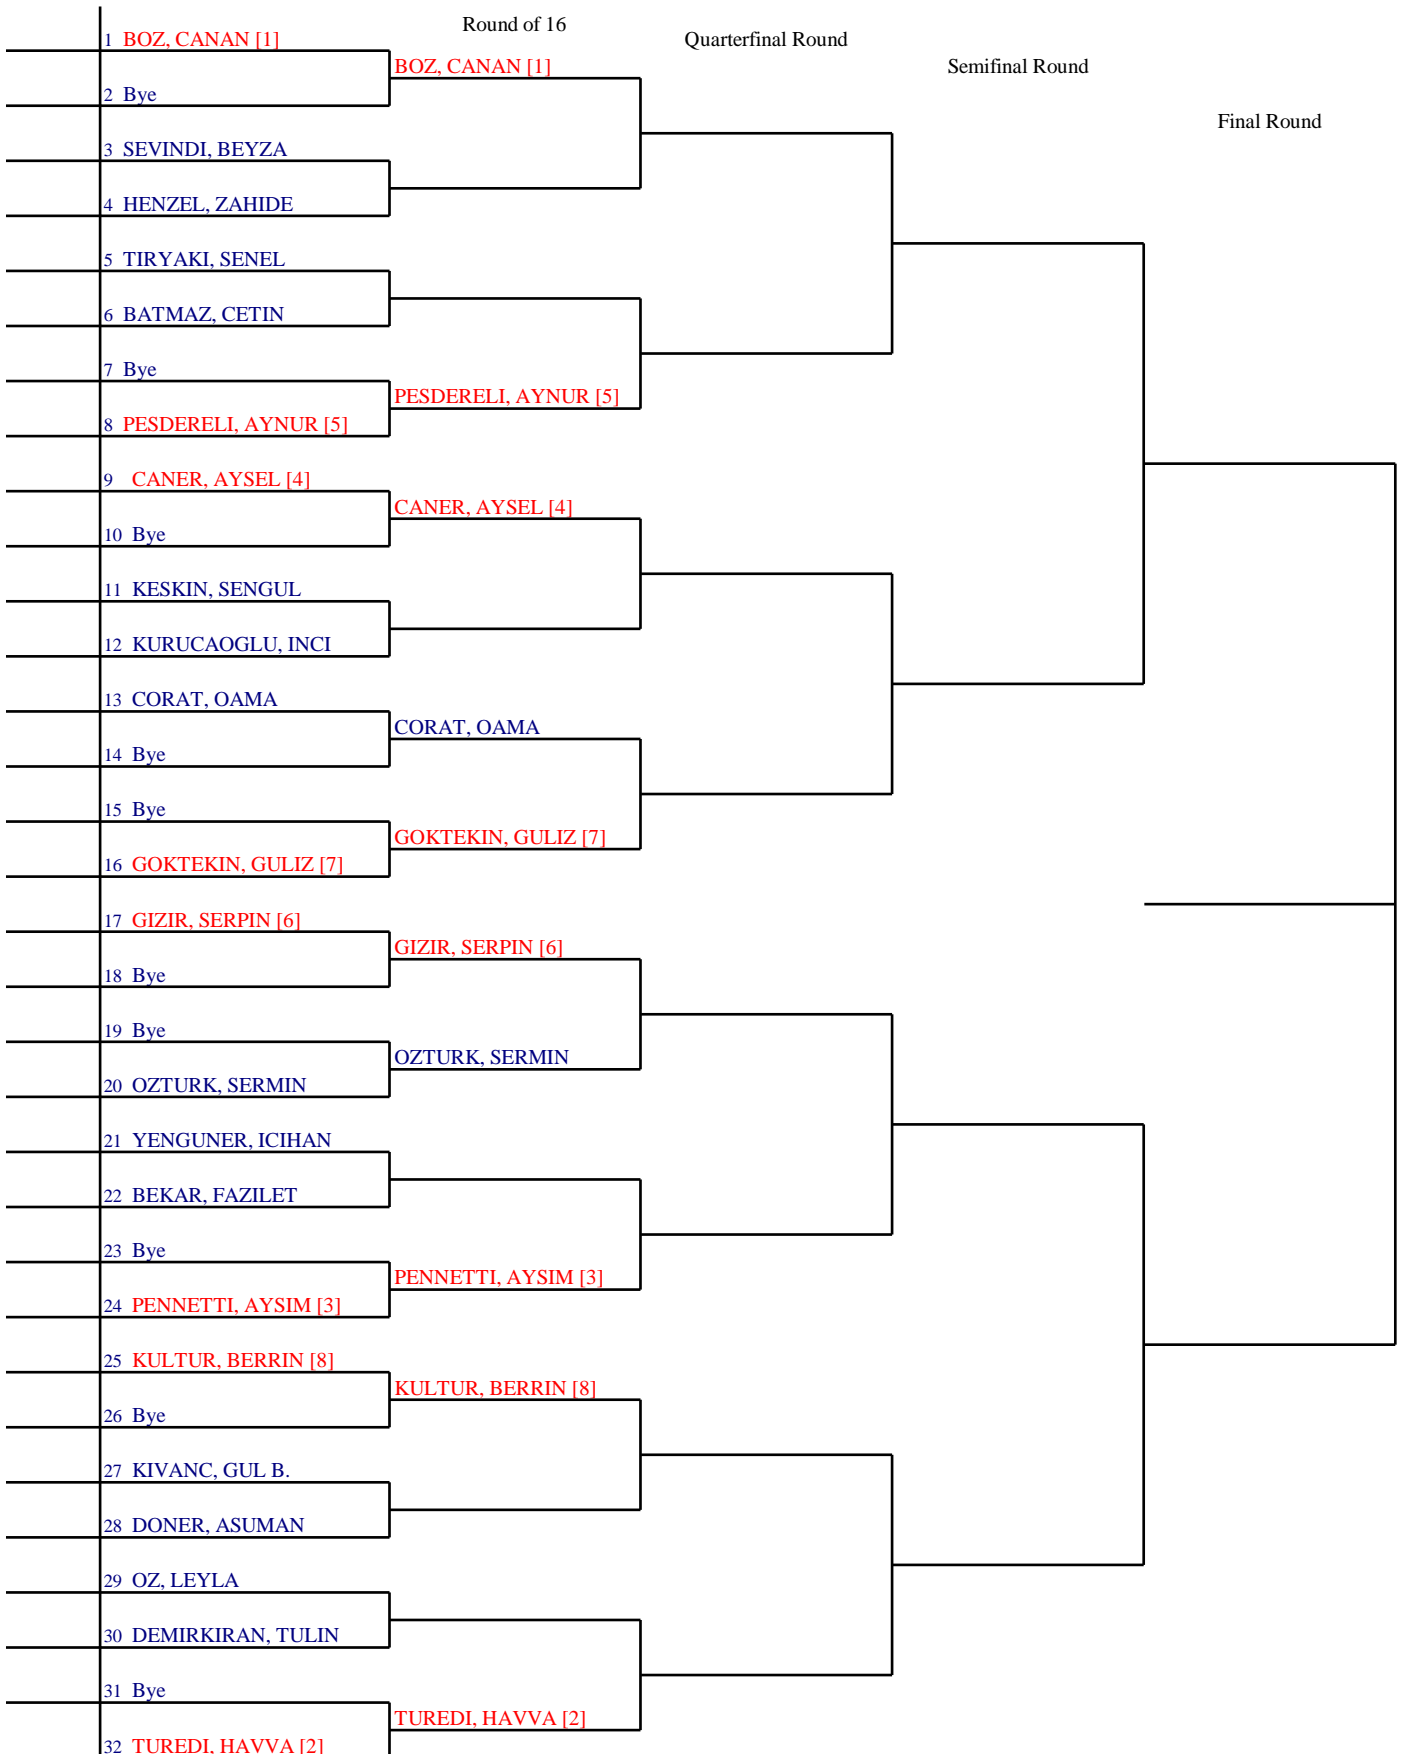 Round of 16
Quarterfinal Round
Semifinal Round
Final Round
1 BOZ, CANAN [1]
BOZ, CANAN [1]
2 Bye
3 SEVINDI, BEYZA
4 HENZEL, ZAHIDE
5 TIRYAKI, SENEL
6 BATMAZ, CETIN
7 Bye
PESDERELI, AYNUR [5]
8 PESDERELI, AYNUR [5]
9 CANER, AYSEL [4]
CANER, AYSEL [4]
10 Bye
11 KESKIN, SENGUL
12 KURUCAOGLU, INCI
13 CORAT, OAMA
CORAT, OAMA
14 Bye
15 Bye
GOKTEKIN, GULIZ [7]
16 GOKTEKIN, GULIZ [7]
17 GIZIR, SERPIN [6]
GIZIR, SERPIN [6]
18 Bye
19 Bye
OZTURK, SERMIN
20 OZTURK, SERMIN
21 YENGUNER, ICIHAN
22 BEKAR, FAZILET
23 Bye
PENNETTI, AYSIM [3]
24 PENNETTI, AYSIM [3]
25 KULTUR, BERRIN [8]
KULTUR, BERRIN [8]
26 Bye
27 KIVANC, GUL B.
28 DONER, ASUMAN
29 OZ, LEYLA
30 DEMIRKIRAN, TULIN
31 Bye
TUREDI, HAVVA [2]
32 TUREDI, HAVVA [2]